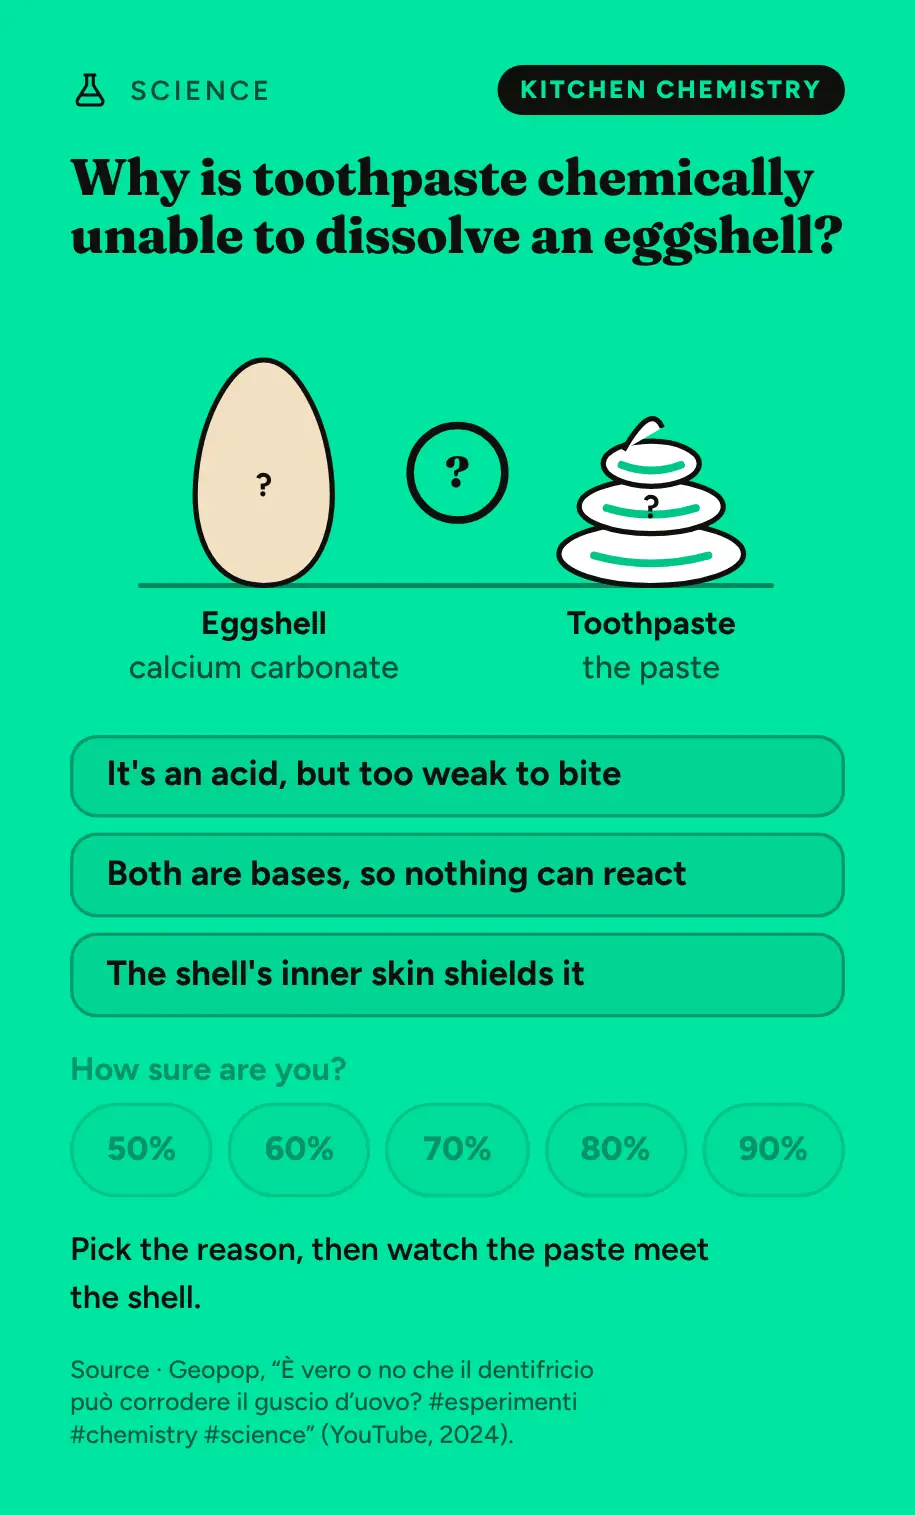 SCIENCE
KITCHEN CHEMISTRY
Why is toothpaste chemically
unable to dissolve an eggshell?
?
?
?
Eggshell
calcium carbonate
Toothpaste
the paste
It's an acid, but too weak to bite
Both are bases, so nothing can react
The shell's inner skin shields it
How sure are you?
50%
60%
70%
80%
90%
Pick the reason, then watch the paste meet
the shell.
Source · Geopop, “È vero o no che il dentifricio
può corrodere il guscio d’uovo? #esperimenti
#chemistry #science” (YouTube, 2024).